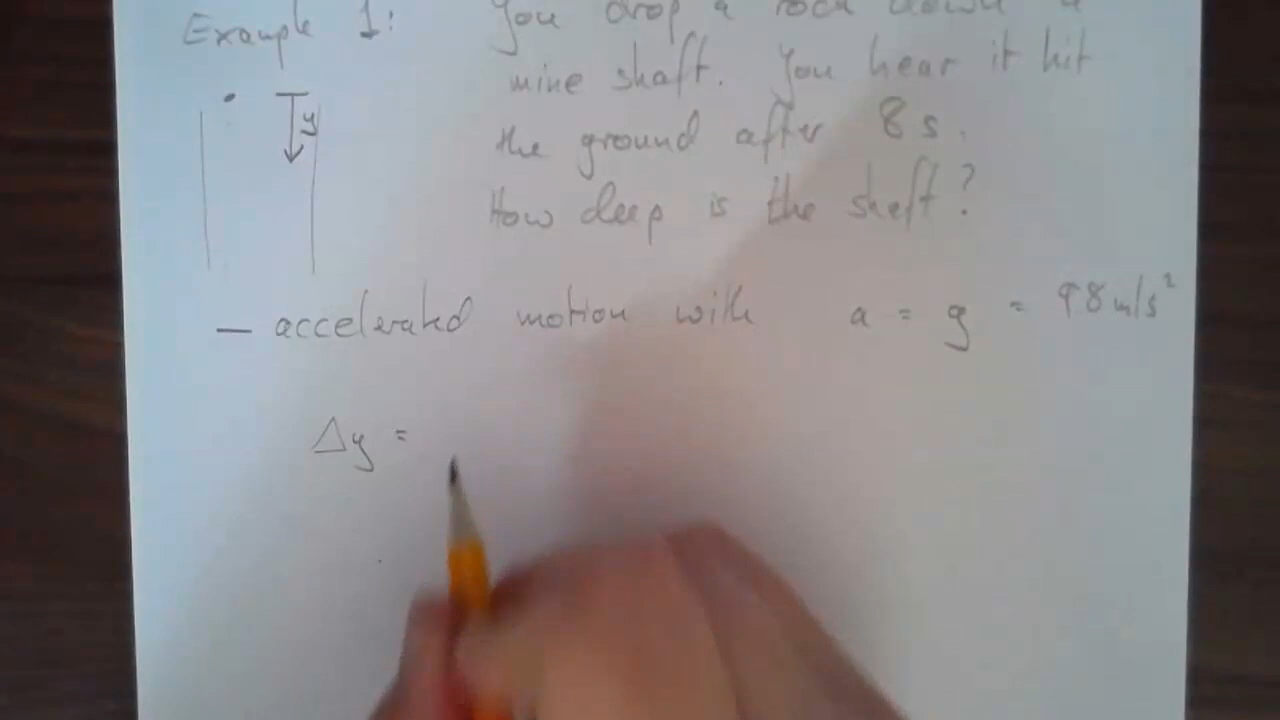 Example 1: You drop a rock down a
mine shaft. You hear it hit
y
the ground after 8 s.
How deep is the shaft?
— accelerated motion with a = g = 9.8 m/s²
Δy =